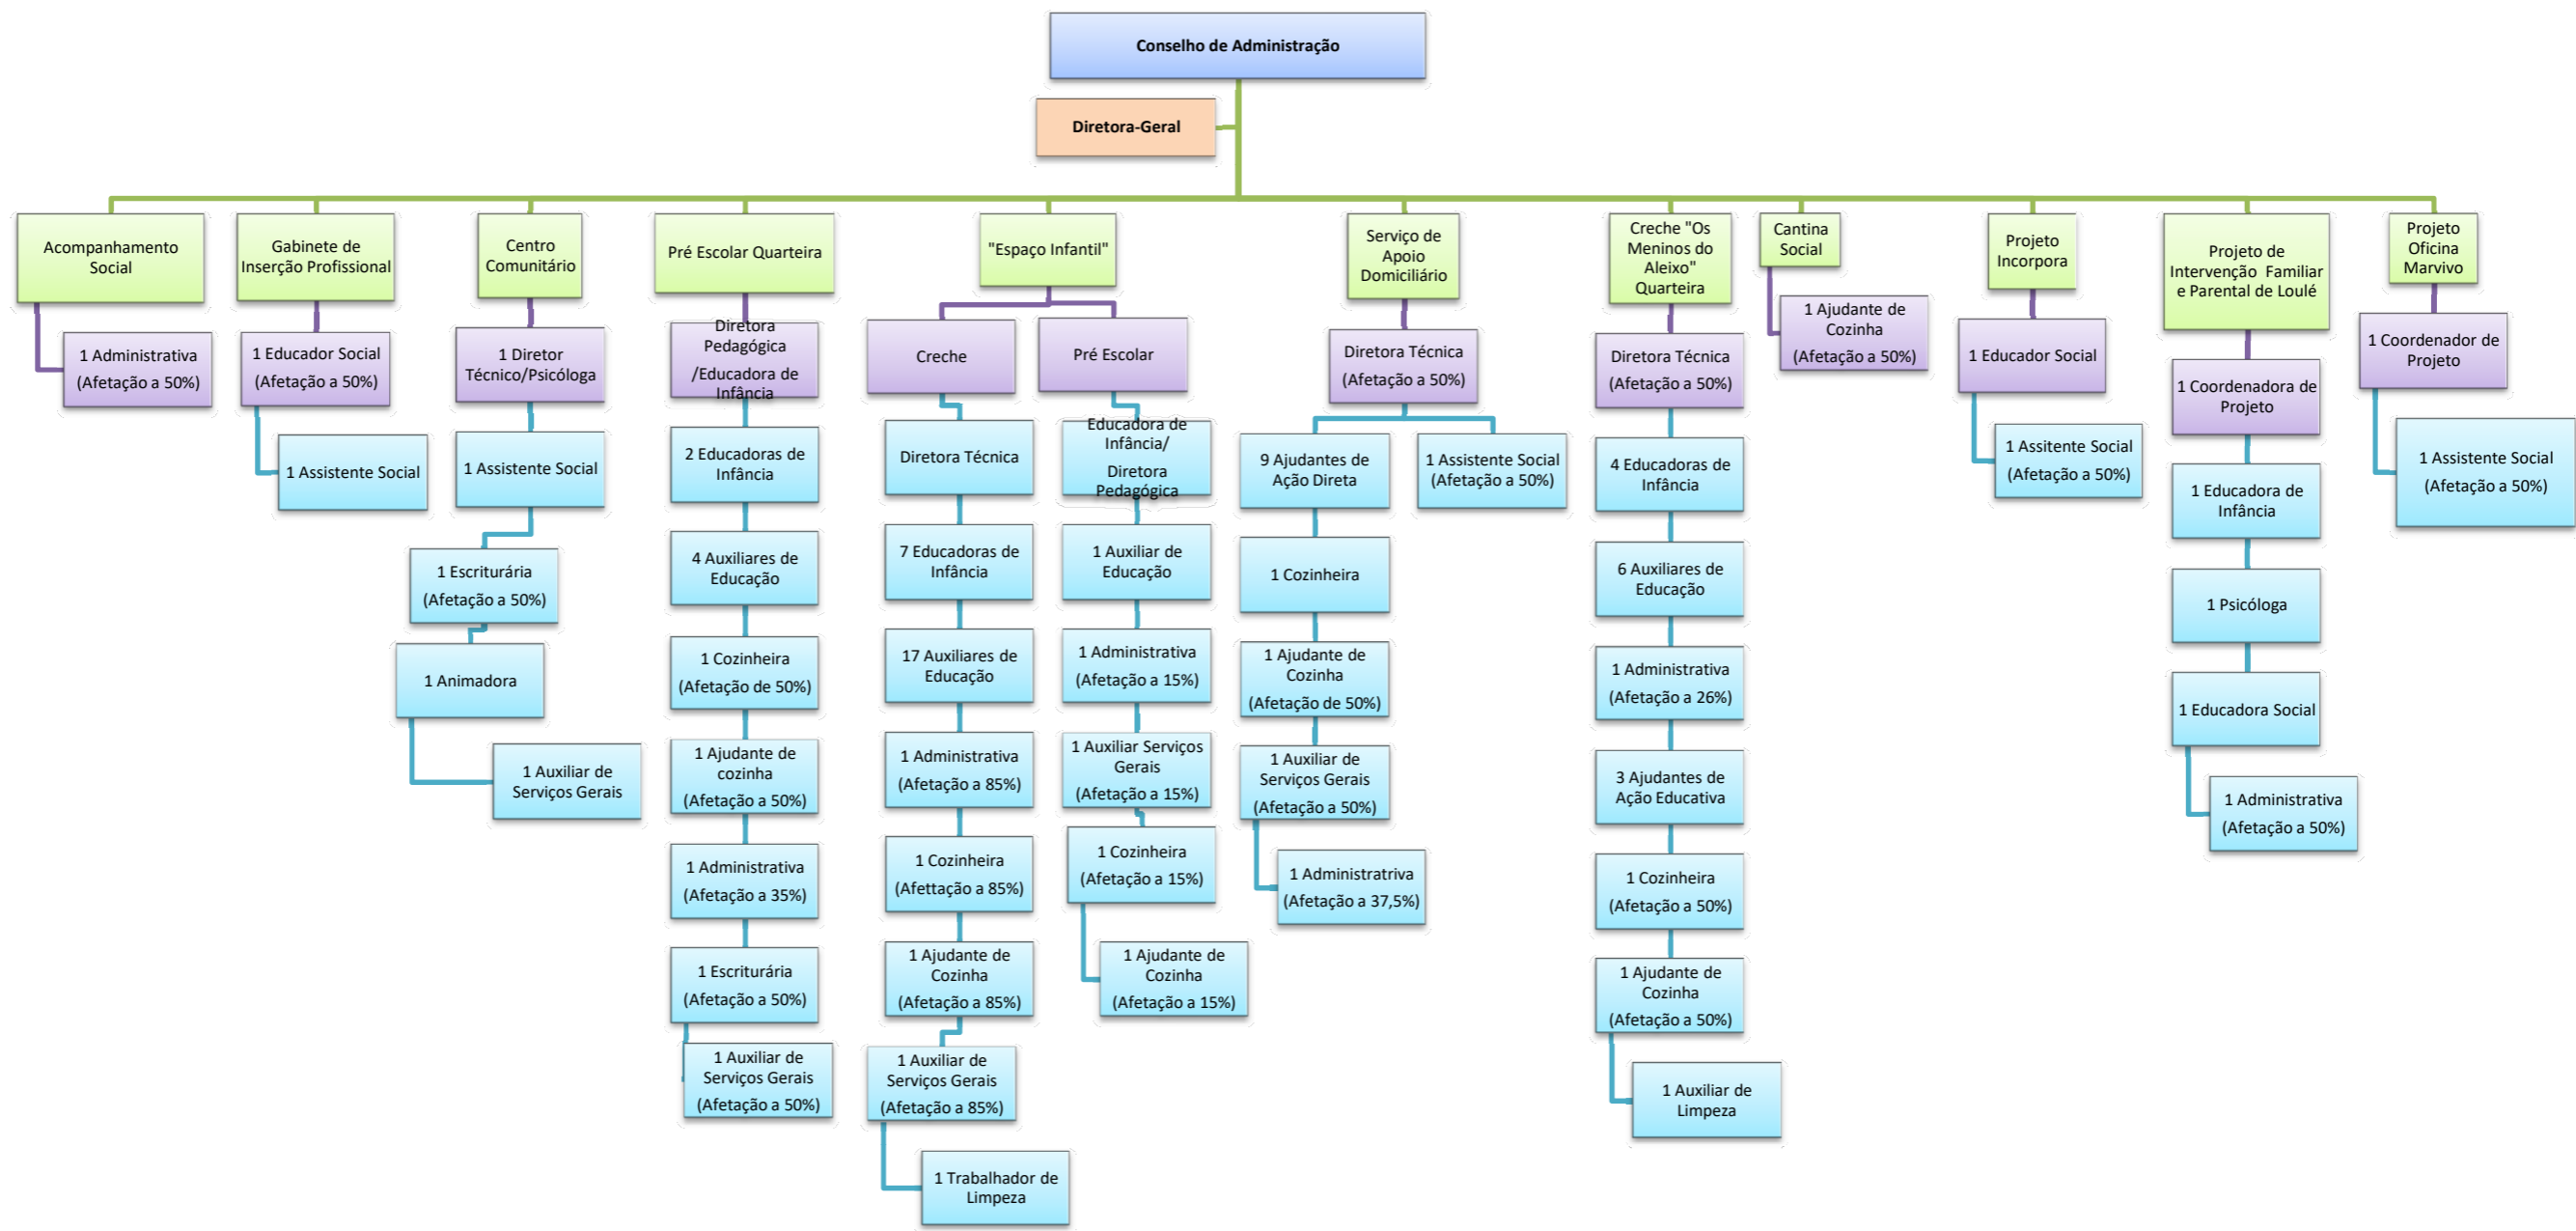 Conselho de Administração
Diretora-Geral
Acompanhamento
Social
1 Administrativa
(Afetação a 50%)
Gabinete de
Inserção Profissional
1 Educador Social
(Afetação a 50%)
1 Assistente Social
Centro
Comunitário
1 Diretor
Técnico/Psicóloga
1 Assistente Social
1 Escriturária
(Afetação a 50%)
1 Animadora
1 Auxiliar de
Serviços Gerais
Pré Escolar Quarteira
Diretora
Pedagógica
/Educadora de
Infância
2 Educadoras de
Infância
4 Auxiliares de
Educação
1 Cozinheira
(Afetação de 50%)
1 Ajudante de
cozinha
(Afetação a 50%)
1 Administrativa
(Afetação a 35%)
1 Escriturária
(Afetação a 50%)
1 Auxiliar de
Serviços Gerais
(Afetação a 50%)
"Espaço Infantil"
Creche
Diretora Técnica
7 Educadoras de
Infância
17 Auxiliares de
Educação
1 Administrativa
(Afetação a 85%)
1 Cozinheira
(Afettação a 85%)
1 Ajudante de
Cozinha
(Afetação a 85%)
1 Auxiliar de
Serviços Gerais
(Afetação a 85%)
1 Trabalhador de
Limpeza
Pré Escolar
Educadora de
Infância/
Diretora
Pedagógica
1 Auxiliar de
Educação
1 Administrativa
(Afetação a 15%)
1 Auxiliar Serviços
Gerais
(Afetação a 15%)
1 Cozinheira
(Afetação a 15%)
1 Ajudante de
Cozinha
(Afetação a 15%)
Serviço de
Apoio
Domiciliário
Diretora Técnica
(Afetação a 50%)
9 Ajudantes de
Ação Direta
1 Cozinheira
1 Ajudante de
Cozinha
(Afetação de 50%)
1 Auxiliar de
Serviços Gerais
(Afetação a 50%)
1 Administratriva
(Afetação a 37,5%)
1 Assistente Social
(Afetação a 50%)
Creche "Os
Meninos do
Aleixo"
Quarteira
Diretora Técnica
(Afetação a 50%)
4 Educadoras de
Infância
6 Auxiliares de
Educação
1 Administrativa
(Afetação a 26%)
3 Ajudantes de
Ação Educativa
1 Cozinheira
(Afetação a 50%)
1 Ajudante de
Cozinha
(Afetação a 50%)
1 Auxiliar de
Limpeza
Cantina
Social
1 Ajudante de
Cozinha
(Afetação a 50%)
Projeto
Incorpora
1 Educador Social
1 Assitente Social
(Afetação a 50%)
Projeto de
Intervenção Familiar
e Parental de Loulé
1 Coordenadora de
Projeto
1 Educadora de
Infância
1 Psicóloga
1 Educadora Social
1 Administrativa
(Afetação a 50%)
Projeto
Oficina
Marvivo
1 Coordenador de
Projeto
1 Assistente Social
(Afetação a 50%)